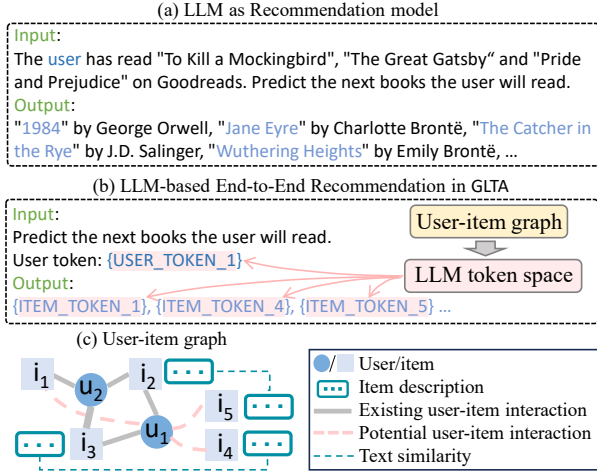 (a) LLM as Recommendation model
Input:
The user has read "To Kill a Mockingbird", "The Great Gatsby“ and "Pride
and Prejudice" on Goodreads. Predict the next books the user will read.
Output:
"1984" by George Orwell, "Jane Eyre" by Charlotte Brontë, "The Catcher in
the Rye" by J.D. Salinger, "Wuthering Heights" by Emily Brontë, ...
(b) LLM-based End-to-End Recommendation in GLTA
Input:
Predict the next books the user will read.
User token: {USER_TOKEN_1}
Output:
{ITEM_TOKEN_1}, {ITEM_TOKEN_4}, {ITEM_TOKEN_5} ...
User-item graph
LLM token space
(c) User-item graph
i₁
u₂
i₂
...
i₅
...
u₁
...
i₃
i₄
...
/ User/item
... Item description
Existing user-item interaction
Potential user-item interaction
Text similarity